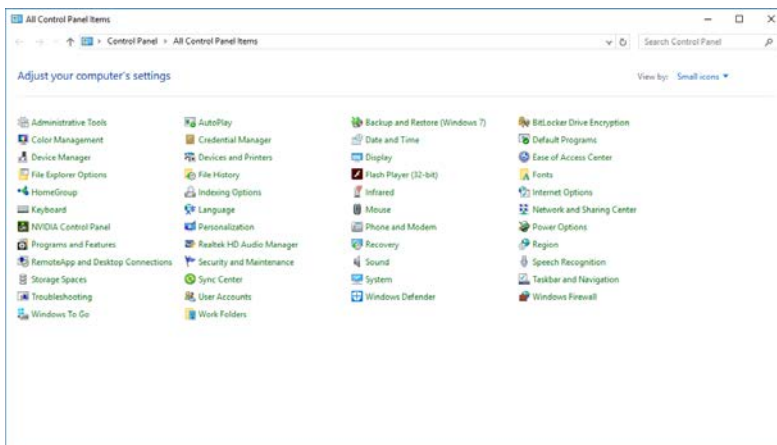 All Control Panel Items
Control Panel > All Control Panel Items
Search Control Panel
Adjust your computer's settings
View by: Small icons
Administrative Tools AutoPlay Backup and Restore (Windows 7) BitLocker Drive Encryption
Color Management Credential Manager Date and Time Default Programs
Device Manager Devices and Printers Display Ease of Access Center
File Explorer Options File History Flash Player (32-bit) Fonts
HomeGroup Indexing Options Infrared Internet Options
Keyboard Language Mouse Network and Sharing Center
NVIDIA Control Panel Personalization Phone and Modem Power Options
Programs and Features Realtek HD Audio Manager Recovery Region
RemoteApp and Desktop Connections Security and Maintenance Sound Speech Recognition
Storage Spaces Sync Center System Taskbar and Navigation
Troubleshooting User Accounts Windows Defender Windows Firewall
Windows To Go Work Folders